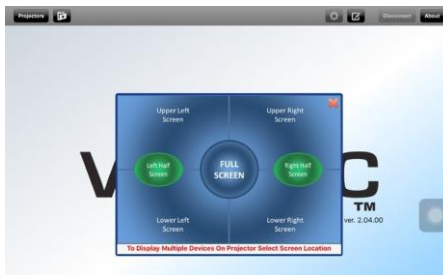 Projectors
Disconnect
About
Upper Left
Screen
Upper Right
Screen
Left Half
Screen
FULL
SCREEN
Right Half
Screen
V
C
TM
ver. 2.04.00
Lower Left
Screen
Lower Right
Screen
To Display Multiple Devices On Projector Select Screen Location